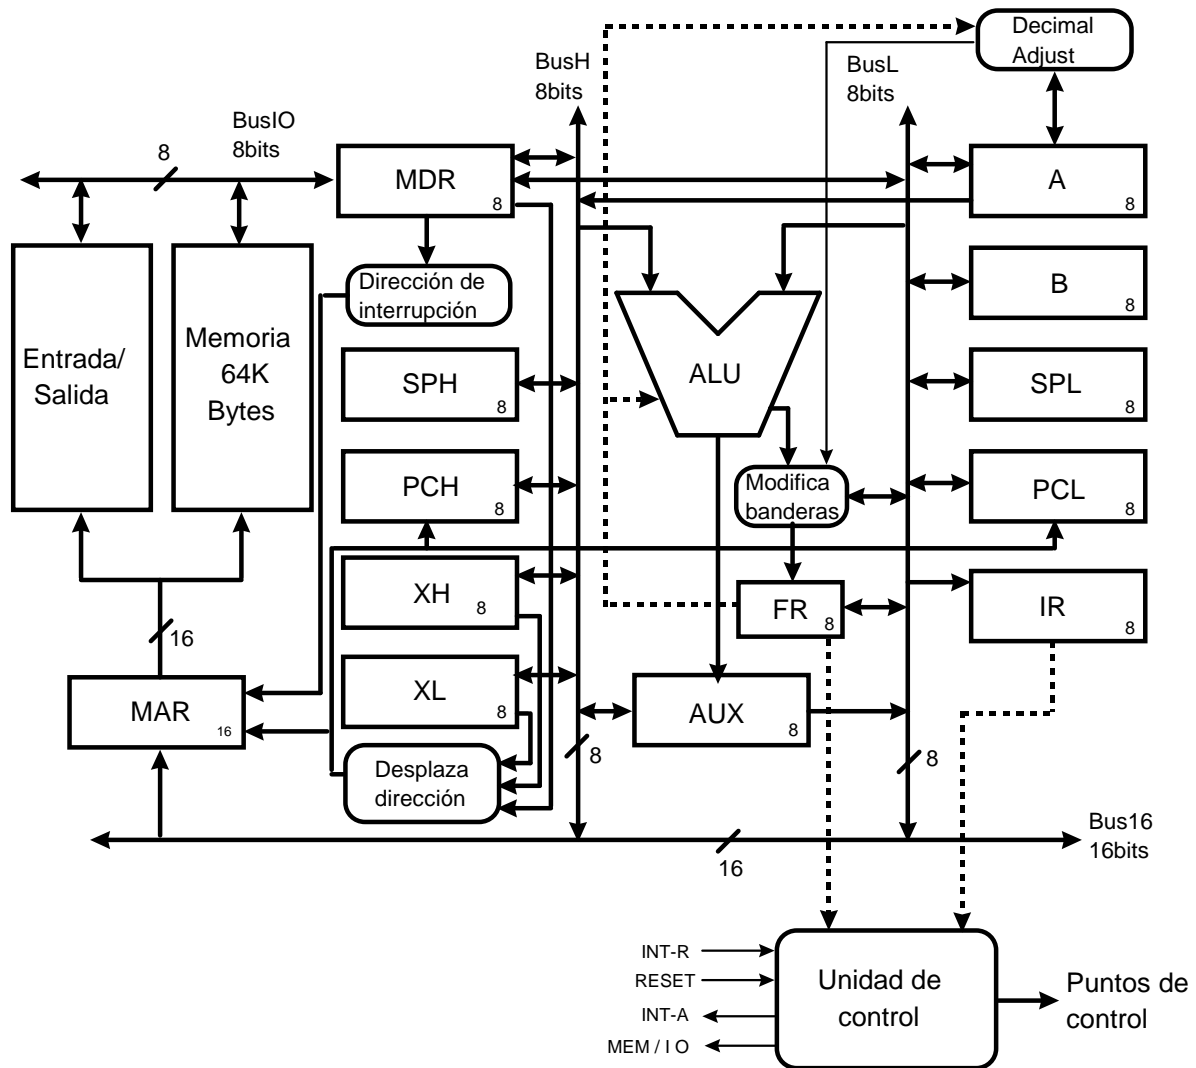 Decimal
Adjust
BusH
8bits
BusL
8bits
BusIO
8bits
8
MDR
8
A
8
Dirección de
interrupción
B
8
Entrada/
Salida
Memoria
64K
Bytes
SPH
8
ALU
SPL
8
PCH
8
Modifica
banderas
PCL
8
XH
8
FR
8
IR
8
16
XL
8
MAR
16
AUX
8
Desplaza
dirección
8
8
16
Bus16
16bits
INT-R
RESET
INT-A
MEM / I O
Unidad de
control
Puntos de
control